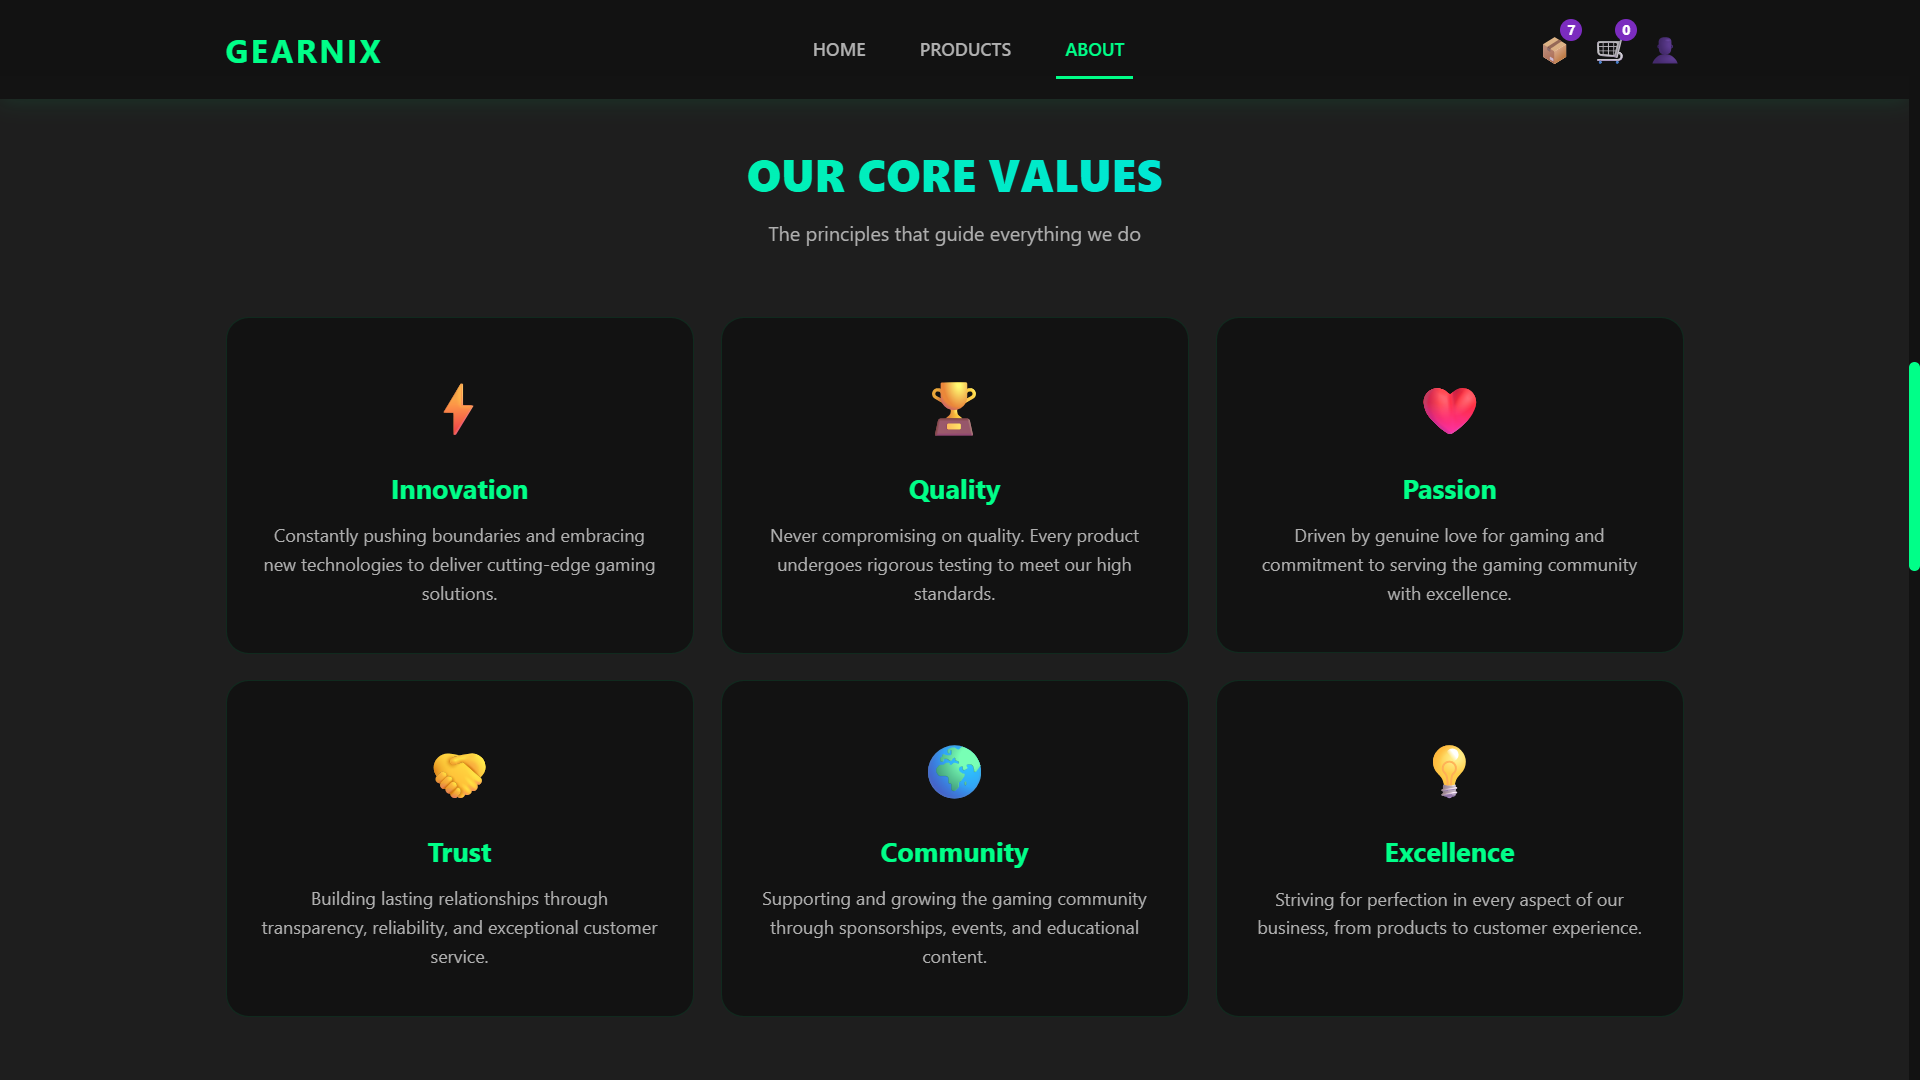 GEARNIX
HOME
PRODUCTS
ABOUT
7
0
OUR CORE VALUES
The principles that guide everything we do
Innovation
Constantly pushing boundaries and embracing
new technologies to deliver cutting-edge gaming
solutions.
Quality
Never compromising on quality. Every product
undergoes rigorous testing to meet our high
standards.
Passion
Driven by genuine love for gaming and
commitment to serving the gaming community
with excellence.
Trust
Building lasting relationships through
transparency, reliability, and exceptional customer
service.
Community
Supporting and growing the gaming community
through sponsorships, events, and educational
content.
Excellence
Striving for perfection in every aspect of our
business, from products to customer experience.